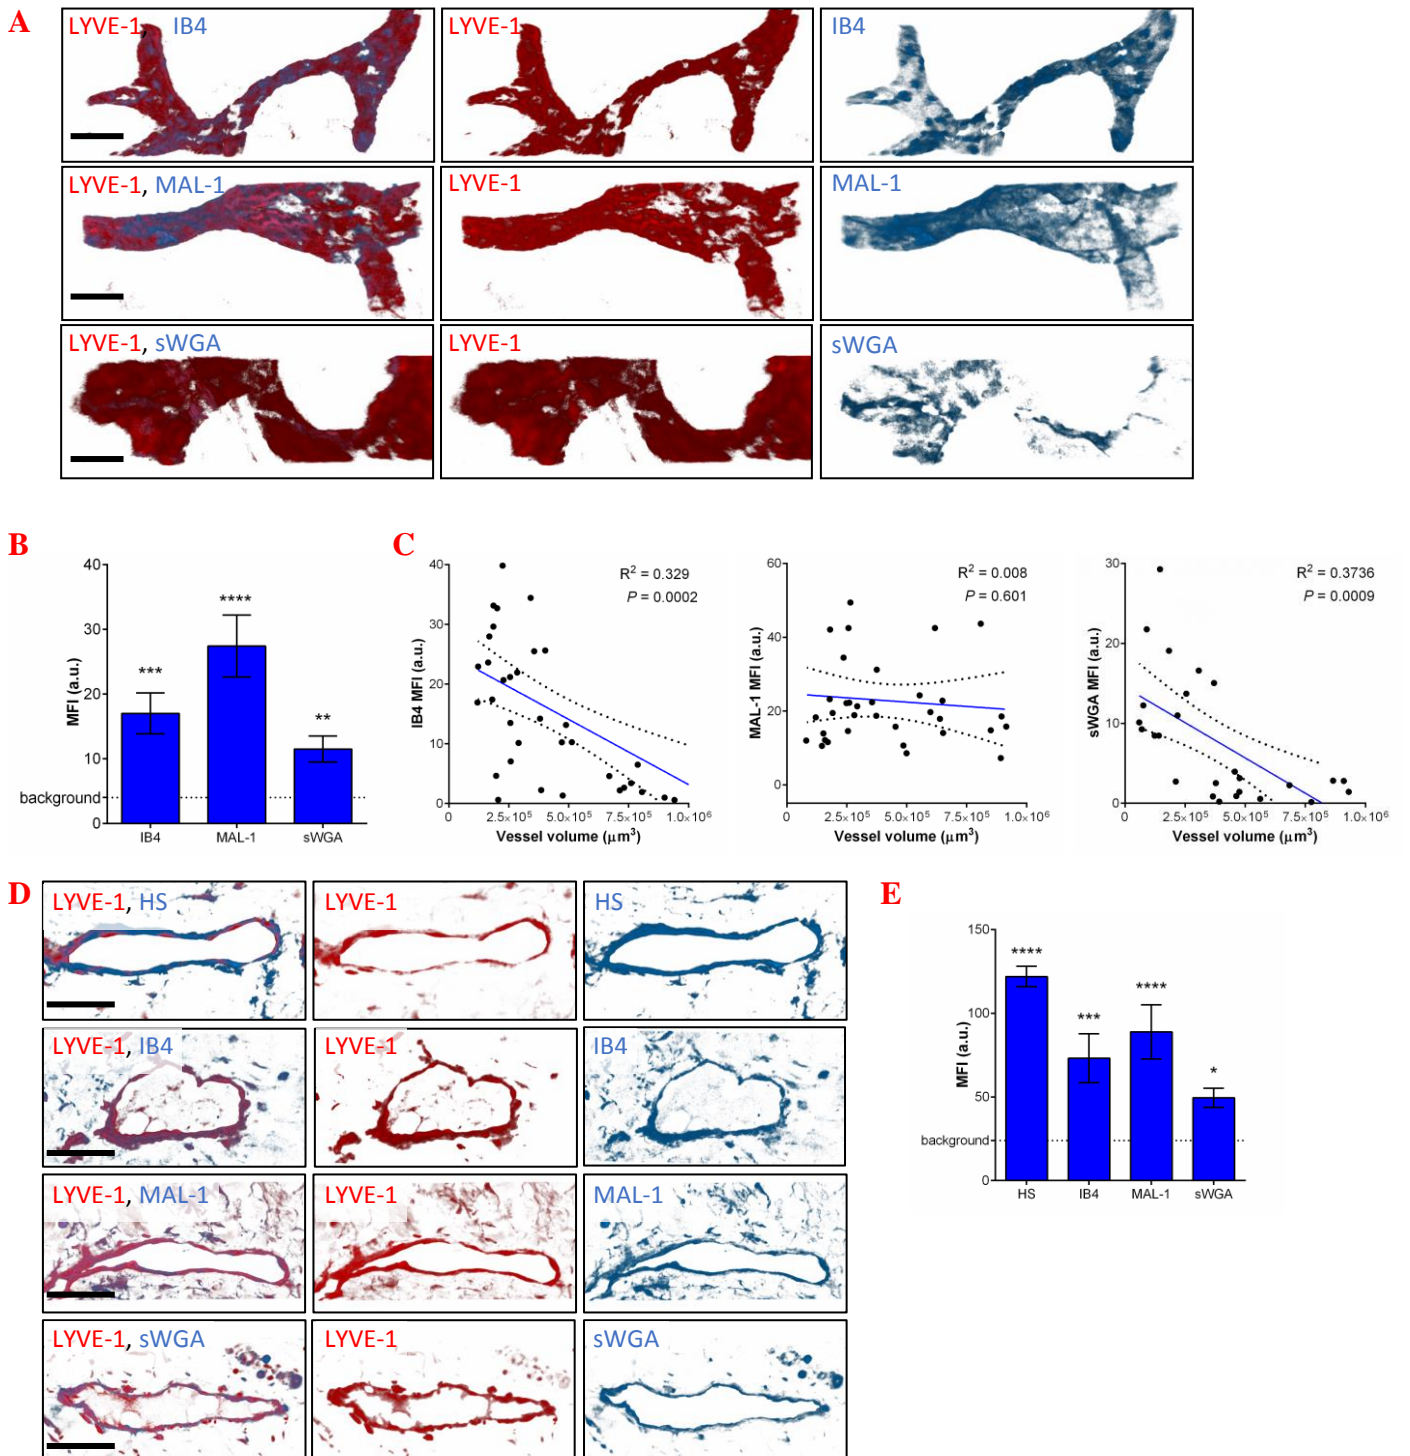 A
LYVE-1, IB4
LYVE-1
IB4
LYVE-1, MAL-1
LYVE-1
MAL-1
LYVE-1, sWGA
LYVE-1
sWGA
B
MFI (a.u.)
40
30
20
10
0
background
***
****
**
IB4
MAL-1
sWGA
C
IB4 MFI (a.u.)
40
30
20
10
0
R² = 0.329
P = 0.0002
0
2.5×10⁵
5.0×10⁵
7.5×10⁵
1.0×10⁶
Vessel volume (µm³)
MAL-1 MFI (a.u.)
60
40
20
0
R² = 0.008
P = 0.601
0
2.5×10⁵
5.0×10⁵
7.5×10⁵
1.0×10⁶
Vessel volume (µm³)
sWGA MFI (a.u.)
30
20
10
0
R² = 0.3736
P = 0.0009
0
2.5×10⁵
5.0×10⁵
7.5×10⁵
1.0×10⁶
Vessel volume (µm³)
D
LYVE-1, HS
LYVE-1
HS
LYVE-1, IB4
LYVE-1
IB4
LYVE-1, MAL-1
LYVE-1
MAL-1
LYVE-1, sWGA
LYVE-1
sWGA
E
MFI (a.u.)
150
100
50
0
background
****
***
****
*
HS
IB4
MAL-1
sWGA